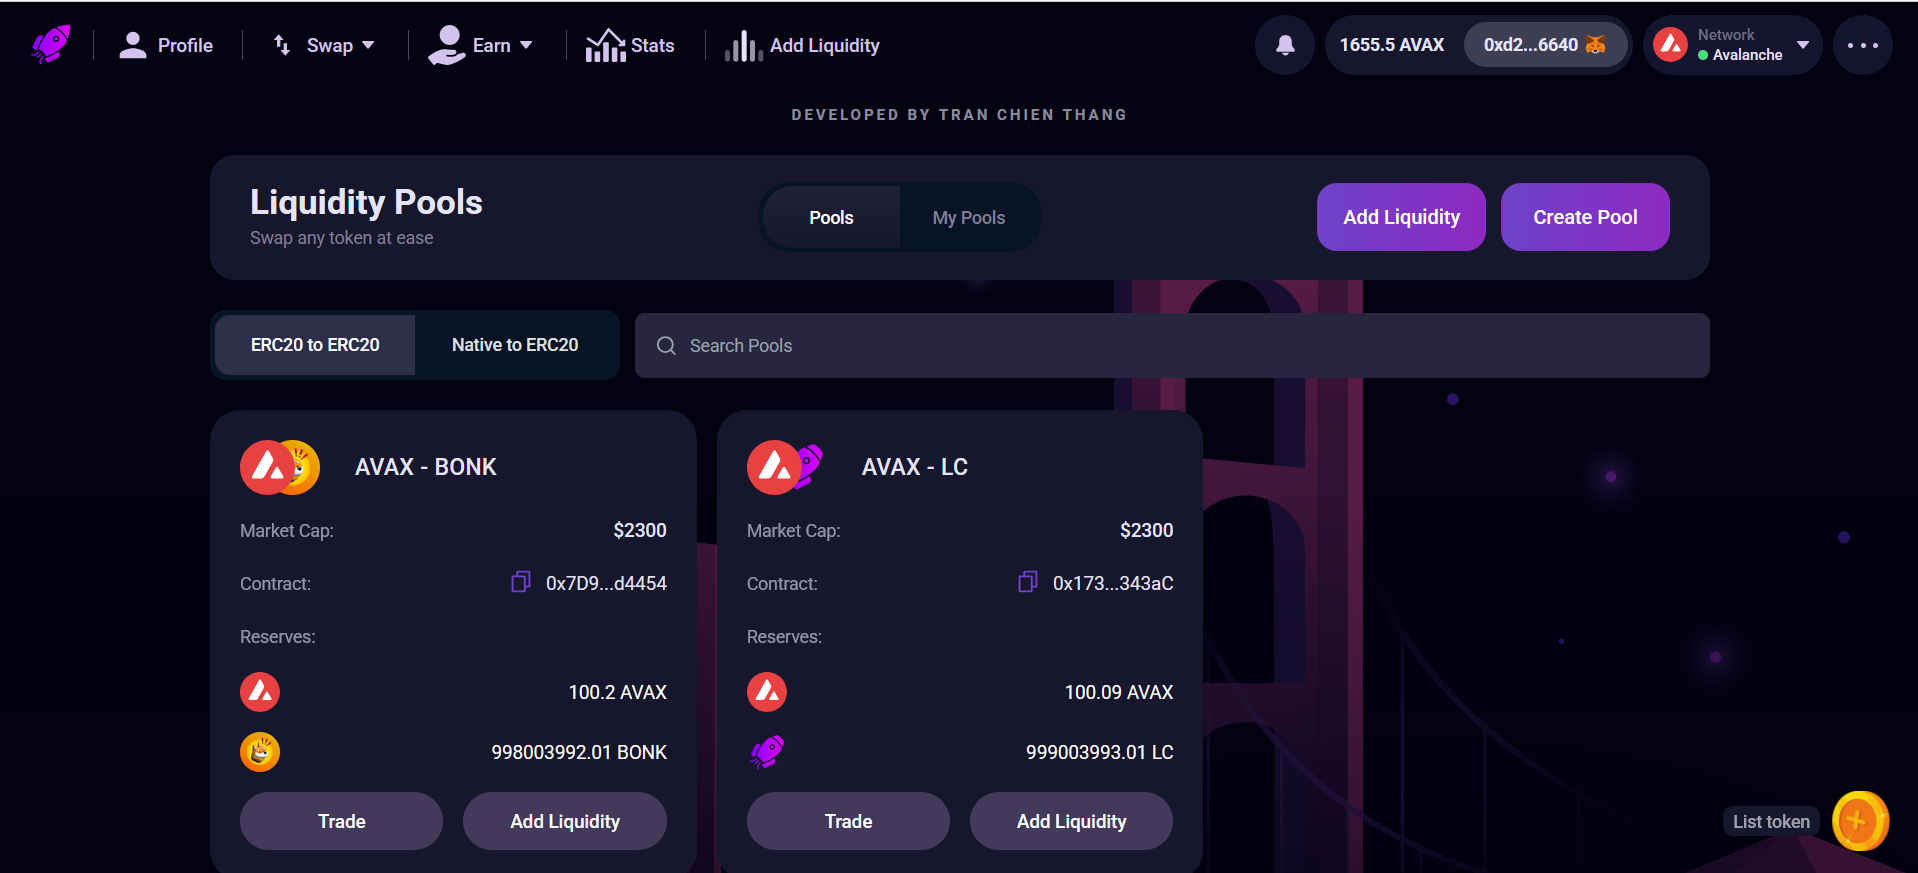 Profile
Swap
Earn
Stats
Add Liquidity
1655.5 AVAX
0xd2...6640
Network
Avalanche
DEVELOPED BY TRAN CHIEN THANG
Liquidity Pools
Swap any token at ease
Pools
My Pools
Add Liquidity
Create Pool
ERC20 to ERC20
Native to ERC20
Search Pools
AVAX - BONK
Market Cap: $2300
Contract: 0x7D9...d4454
Reserves:
100.2 AVAX
998003992.01 BONK
Trade
Add Liquidity
AVAX - LC
Market Cap: $2300
Contract: 0x173...343aC
Reserves:
100.09 AVAX
999003993.01 LC
Trade
Add Liquidity
List token